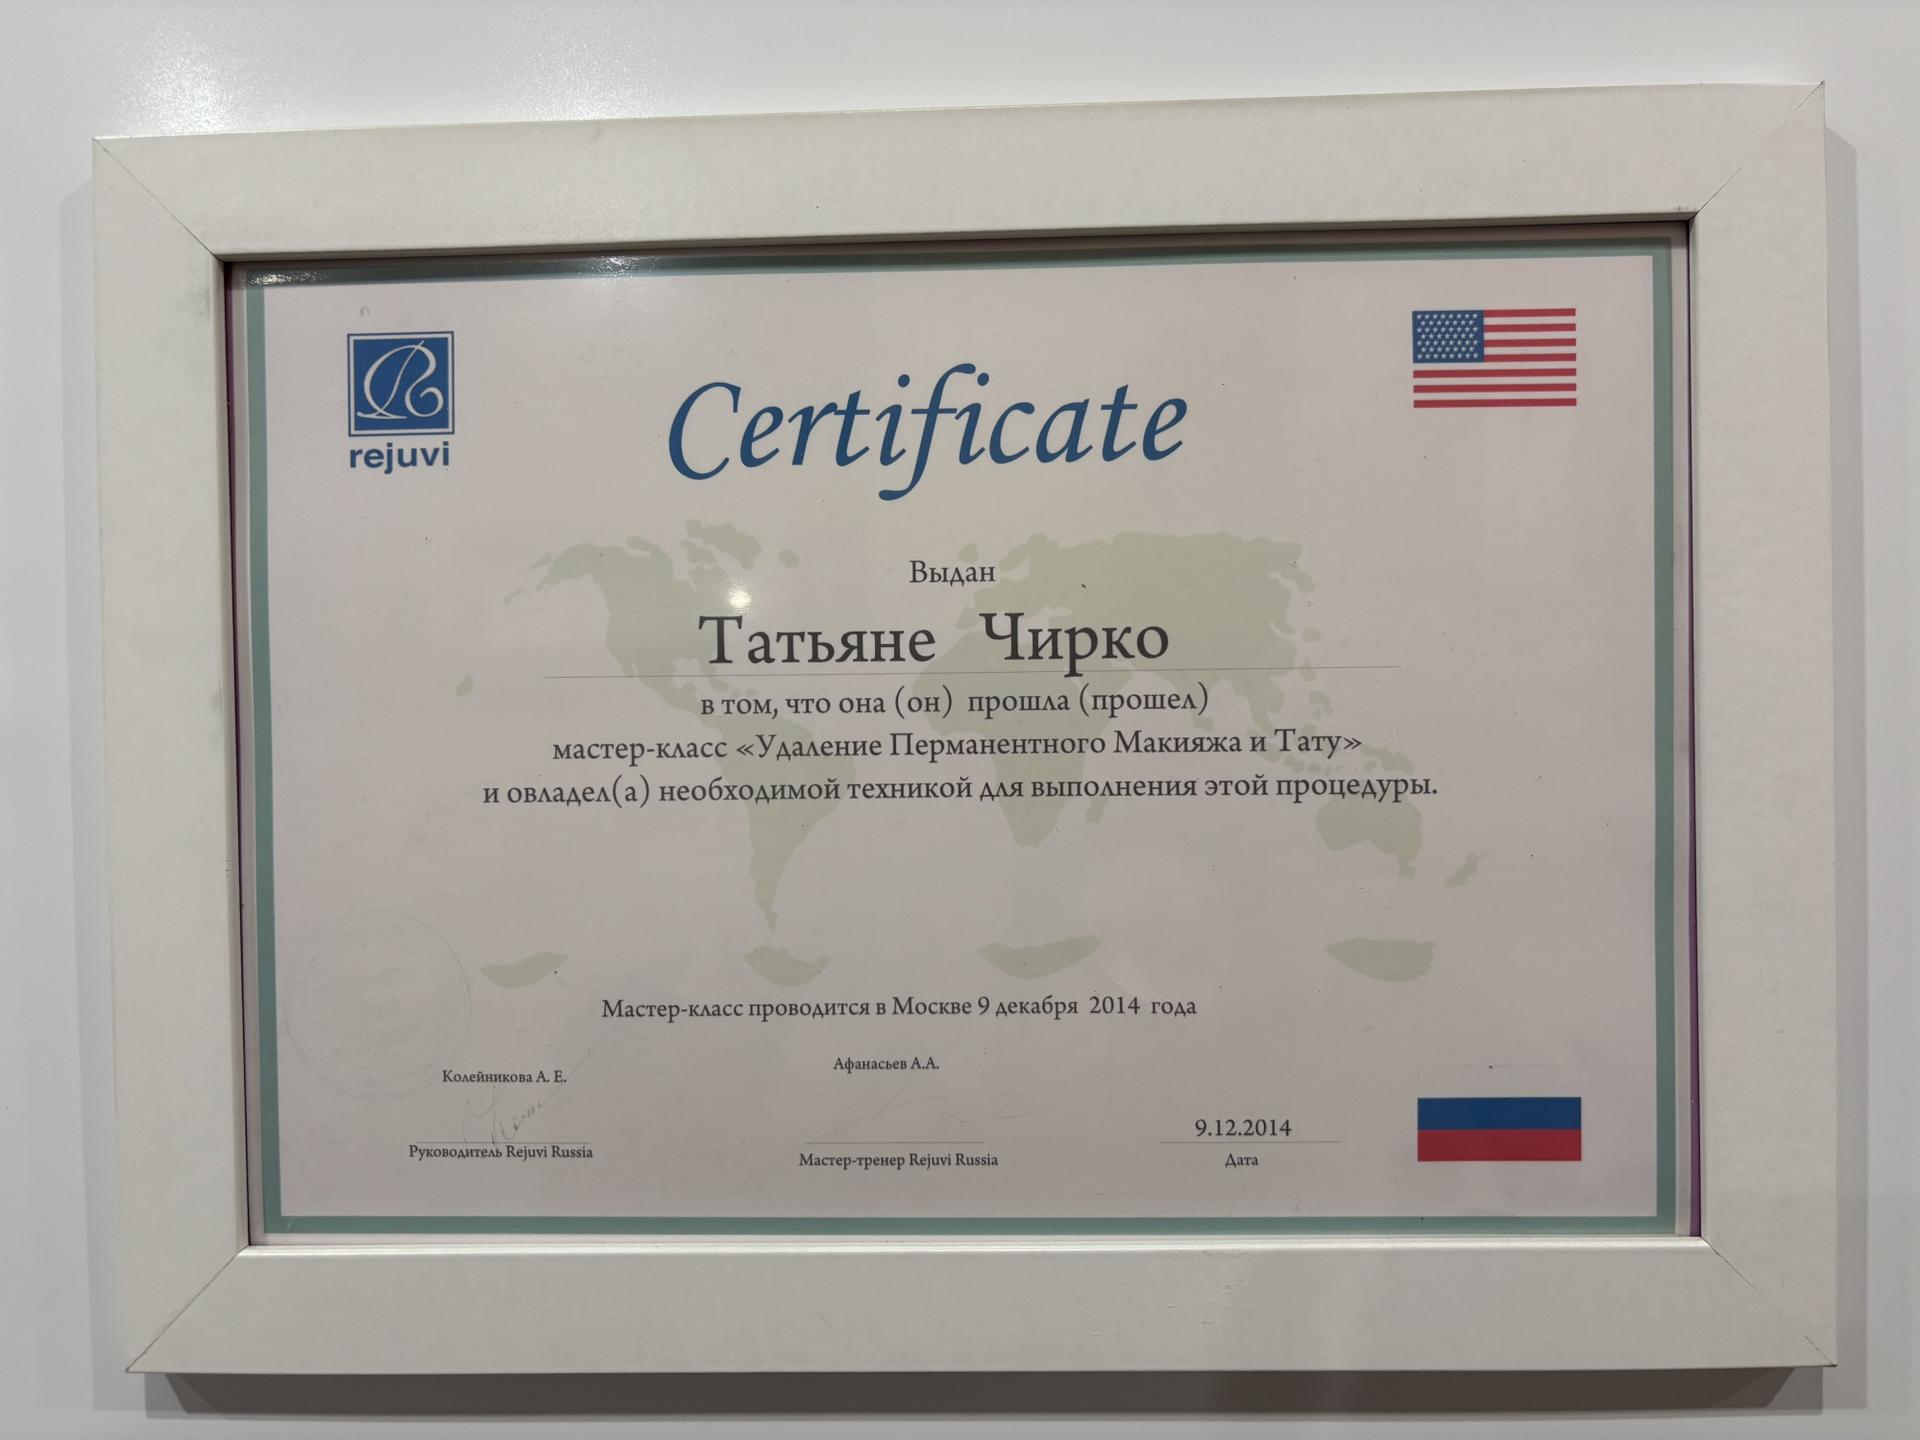 rejuvi
Certificate
Выдан
Татьяне Чирко
в том, что она (он) прошла (прошел)
мастер-класс «Удаление Перманентного Макияжа и Тату»
и овладел(а) необходимой техникой для выполнения этой процедуры.
Мастер-класс проводится в Москве 9 декабря 2014 года
Колейникова А. Е.
Афанасьев А.А.
9.12.2014
Руководитель Rejuvi Russia
Мастер-тренер Rejuvi Russia
Дата